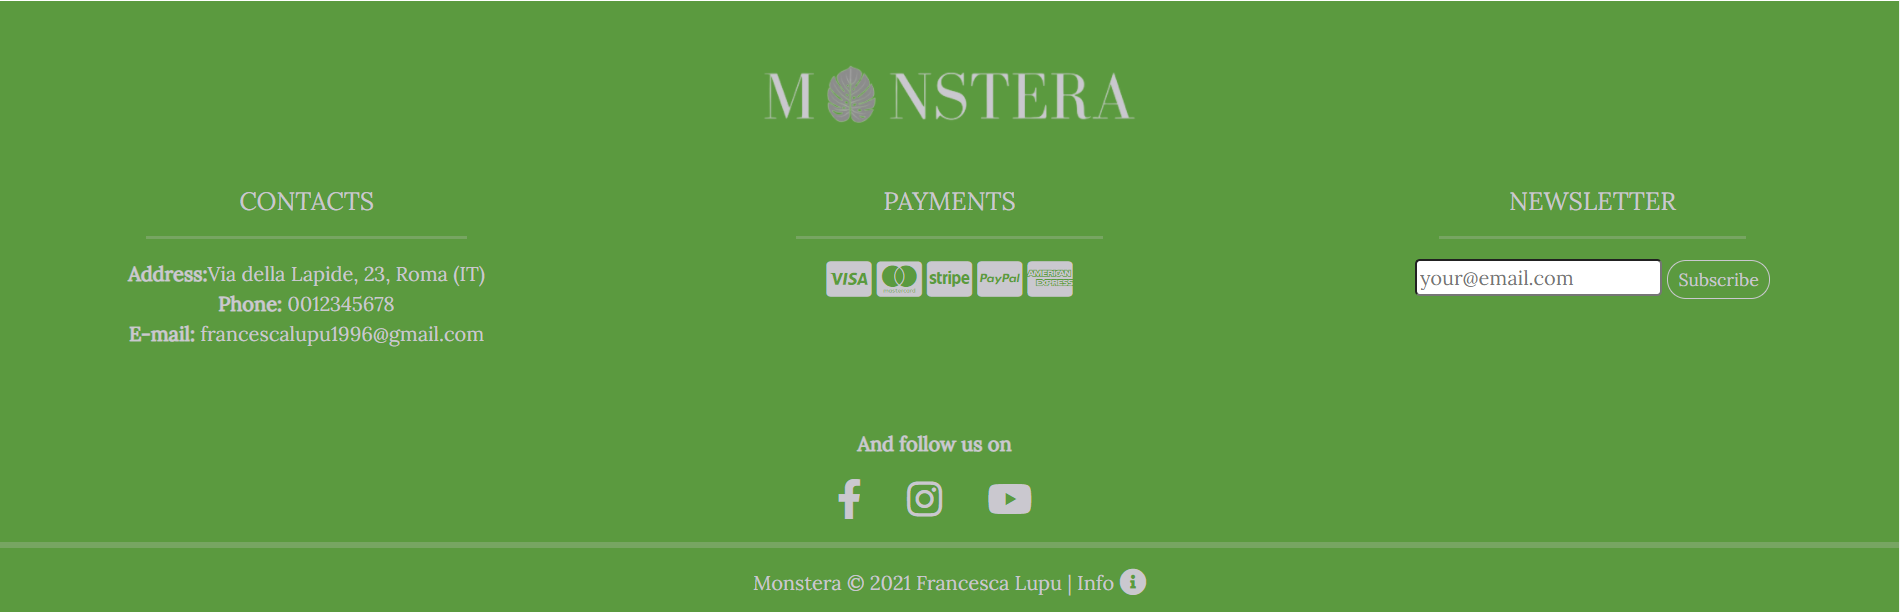 M NSTERA
CONTACTS
Address:Via della Lapide, 23, Roma (IT)
Phone: 0012345678
E-mail: francescalupu1996@gmail.com
PAYMENTS
VISA mastercard stripe PayPal AMERICAN EXPRESS
NEWSLETTER
your@email.com Subscribe
And follow us on
Monstera © 2021 Francesca Lupu | Info